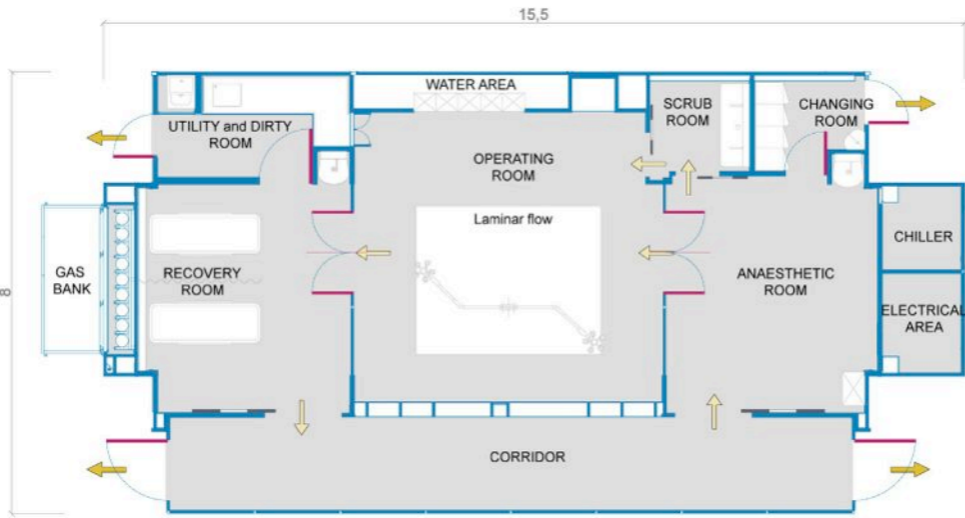 15,5
WATER AREA
SCRUB
ROOM
CHANGING
ROOM
UTILITY and DIRTY
ROOM
OPERATING
ROOM
Laminar flow
GAS
BANK
RECOVERY
ROOM
ANAESTHETIC
ROOM
CHILLER
ELECTRICAL
AREA
8
CORRIDOR